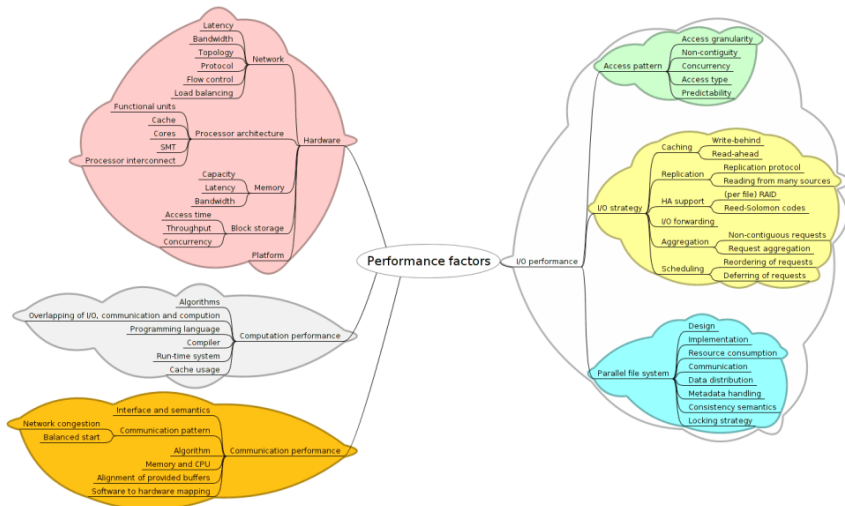 Performance factors
Hardware
Network
Latency
Bandwidth
Topology
Protocol
Flow control
Load balancing
Processor architecture
Functional units
Cache
Cores
SMT
Processor interconnect
Memory
Capacity
Latency
Bandwidth
Block storage
Access time
Throughput
Concurrency
Platform
Computation performance
Algorithms
Overlapping of I/O, communication and compution
Programming language
Compiler
Run-time system
Cache usage
Communication performance
Interface and semantics
Communication pattern
Network congestion
Balanced start
Algorithm
Memory and CPU
Alignment of provided buffers
Software to hardware mapping
I/O performance
Access pattern
Access granularity
Non-contiguity
Concurrency
Access type
Predictability
I/O strategy
Caching
Write-behind
Read-ahead
Replication
Replication protocol
Reading from many sources
HA support
(per file) RAID
Reed-Solomon codes
I/O forwarding
Aggregation
Non-contiguous requests
Request aggregation
Scheduling
Reordering of requests
Deferring of requests
Parallel file system
Design
Implementation
Resource consumption
Communication
Data distribution
Metadata handling
Consistency semantics
Locking strategy